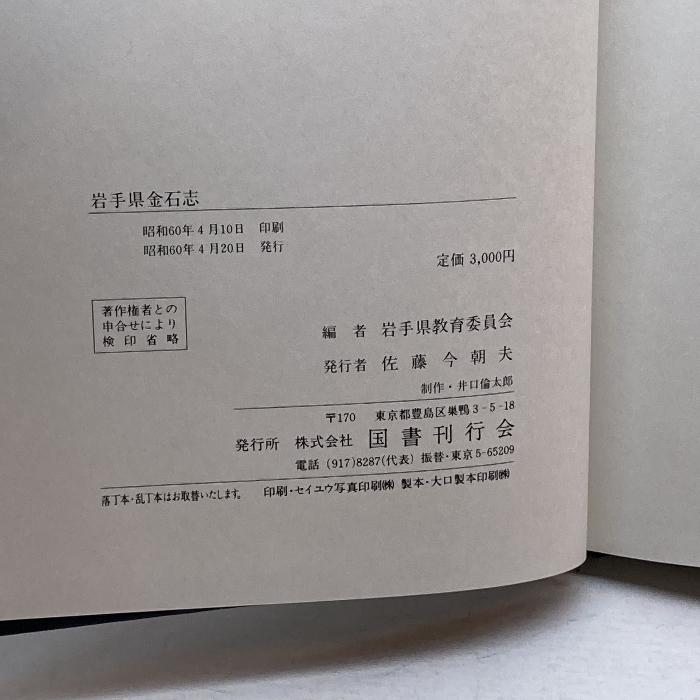 岩手県金石志
昭和60年4月10日 印刷
昭和60年4月20日 発行
定価 3,000円
著作権者との
申合せにより
検印省略
編者 岩手県教育委員会
発行者 佐藤今朝夫
制作・井口倫太郎
〒170 東京都豊島区巣鴨3-5-18
発行所 株式会社 国書刊行会
電話 (917)8287(代表) 振替・東京5-65209
落丁本・乱丁本はお取替いたします。 印刷・セイユウ写真印刷㈱ 製本・大口製本印刷㈱